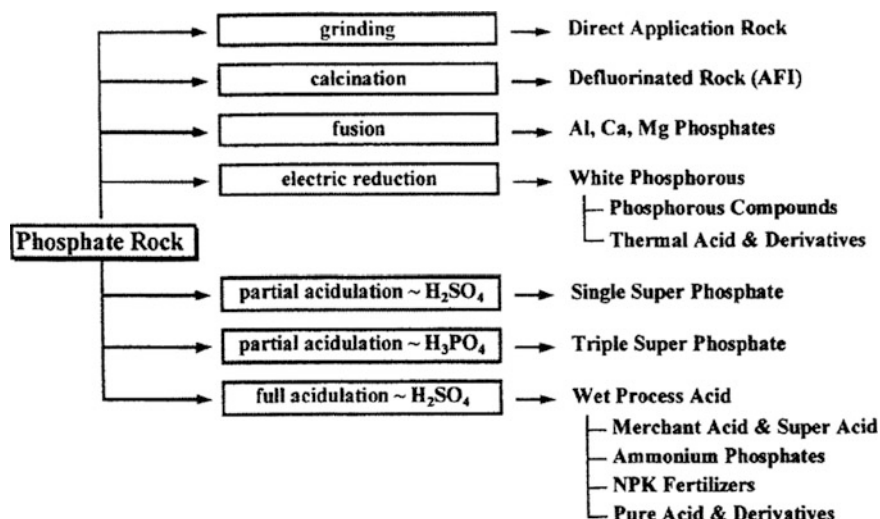 grinding Direct Application Rock
calcination Defluorinated Rock (AFI)
fusion Al, Ca, Mg Phosphates
electric reduction White Phosphorous
Phosphorous Compounds
Thermal Acid & Derivatives
Phosphate Rock
partial acidulation ~ H₂SO₄ Single Super Phosphate
partial acidulation ~ H₃PO₄ Triple Super Phosphate
full acidulation ~ H₂SO₄ Wet Process Acid
Merchant Acid & Super Acid
Ammonium Phosphates
NPK Fertilizers
Pure Acid & Derivatives